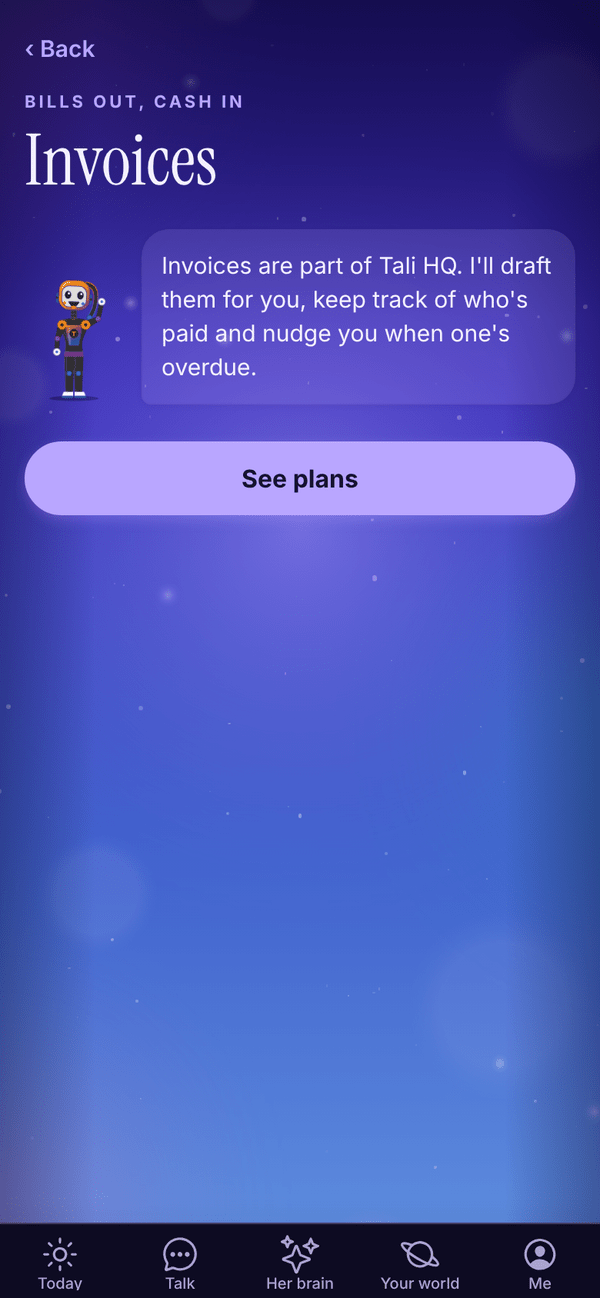 ‹ Back
BILLS OUT, CASH IN
Invoices
Invoices are part of Tali HQ. I'll draft
them for you, keep track of who's
paid and nudge you when one's
overdue.
See plans
Today
Talk
Her brain
Your world
Me